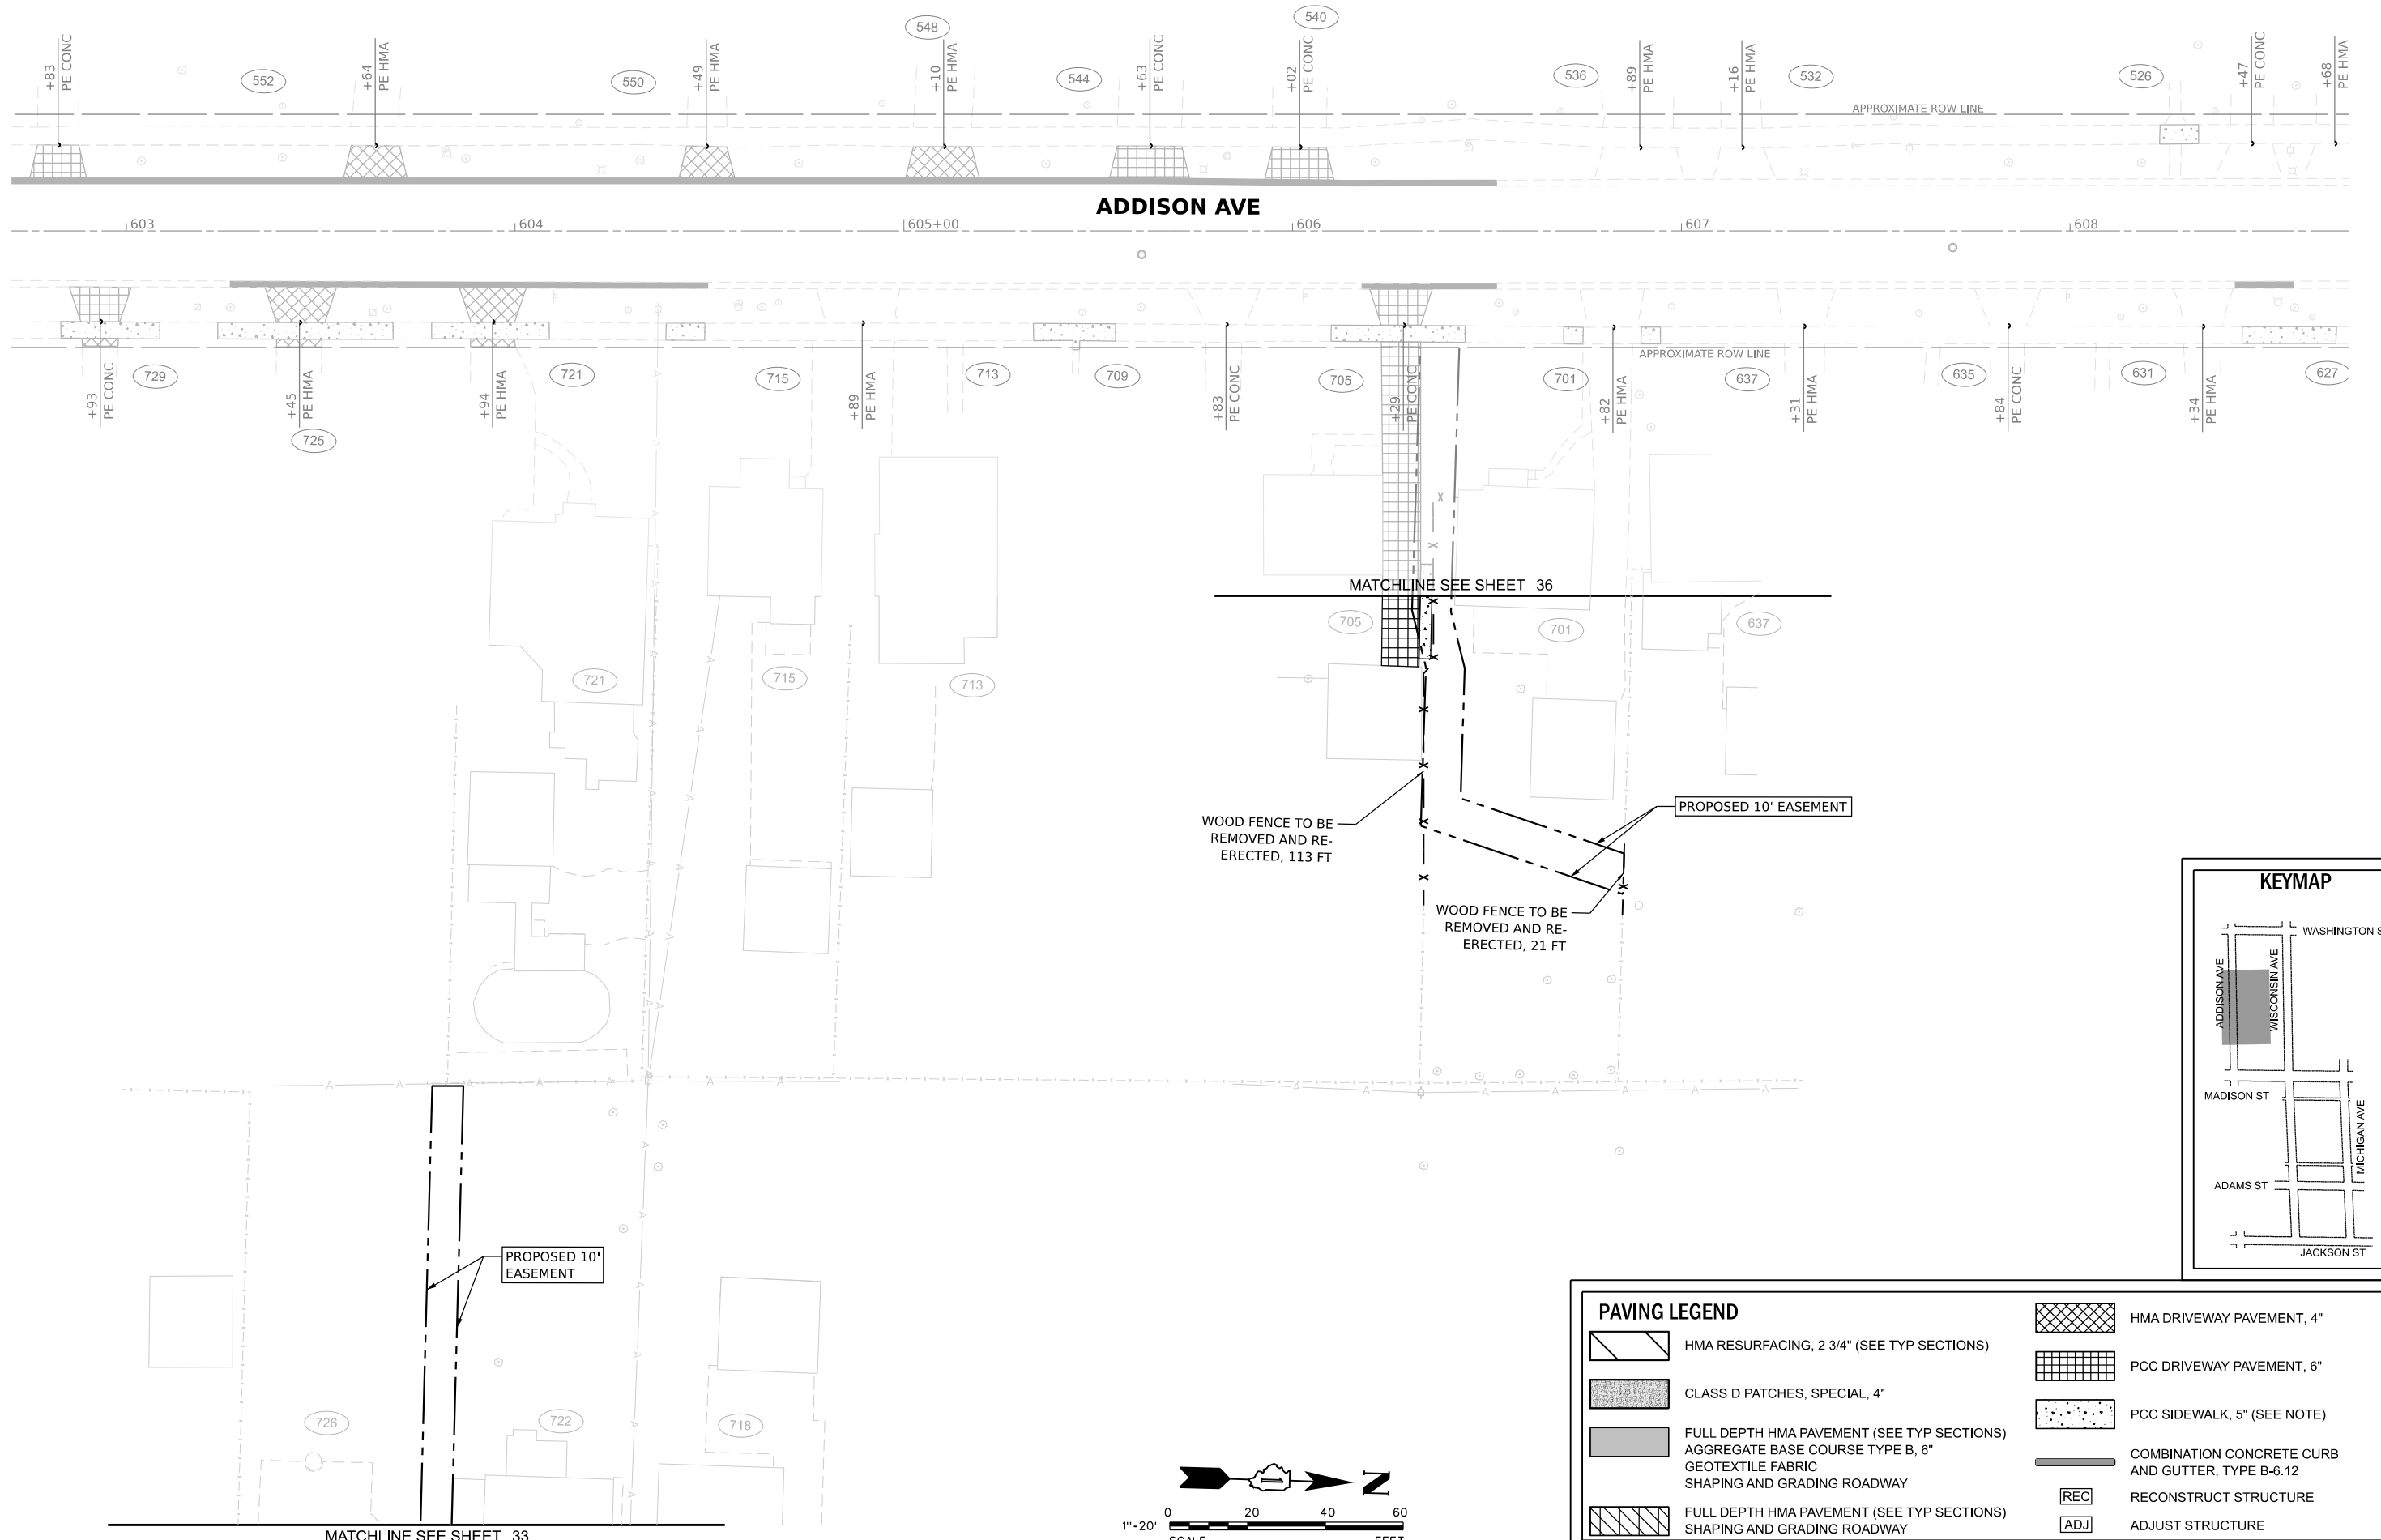 540
548
+83
PE CONC
552
+64
PE HMA
550
+49
PE HMA
+10
PE HMA
544
+63
PE CONC
+02
PE CONC
536
+89
PE HMA
+16
PE HMA
532
526
+47
PE CONC
+68
PE HMA
APPROXIMATE ROW LINE
ADDISON AVE
603
604
605+00
606
607
608
APPROXIMATE ROW LINE
+93
PE CONC
729
+45
PE HMA
725
+94
PE HMA
721
715
+89
PE HMA
713
709
+83
PE CONC
705
+29
PE CONC
701
+82
PE HMA
637
+31
PE HMA
635
+84
PE CONC
631
+34
PE HMA
627
MATCHLINE SEE SHEET 36
705
701
637
721
715
713
WOOD FENCE TO BE
REMOVED AND RE-
ERECTED, 113 FT
PROPOSED 10' EASEMENT
WOOD FENCE TO BE
REMOVED AND RE-
ERECTED, 21 FT
KEYMAP
WASHINGTON S
ADDISON AVE
WISCONSIN AVE
MADISON ST
MICHIGAN AVE
ADAMS ST
JACKSON ST
PROPOSED 10'
EASEMENT
726
722
718
MATCHLINE SEE SHEET 33
N
0 20 40 60
1"=20'
SCALE FEET
PAVING LEGEND
HMA RESURFACING, 2 3/4" (SEE TYP SECTIONS)
CLASS D PATCHES, SPECIAL, 4"
FULL DEPTH HMA PAVEMENT (SEE TYP SECTIONS)
AGGREGATE BASE COURSE TYPE B, 6"
GEOTEXTILE FABRIC
SHAPING AND GRADING ROADWAY
FULL DEPTH HMA PAVEMENT (SEE TYP SECTIONS)
SHAPING AND GRADING ROADWAY
HMA DRIVEWAY PAVEMENT, 4"
PCC DRIVEWAY PAVEMENT, 6"
PCC SIDEWALK, 5" (SEE NOTE)
COMBINATION CONCRETE CURB
AND GUTTER, TYPE B-6.12
REC RECONSTRUCT STRUCTURE
ADJ ADJUST STRUCTURE